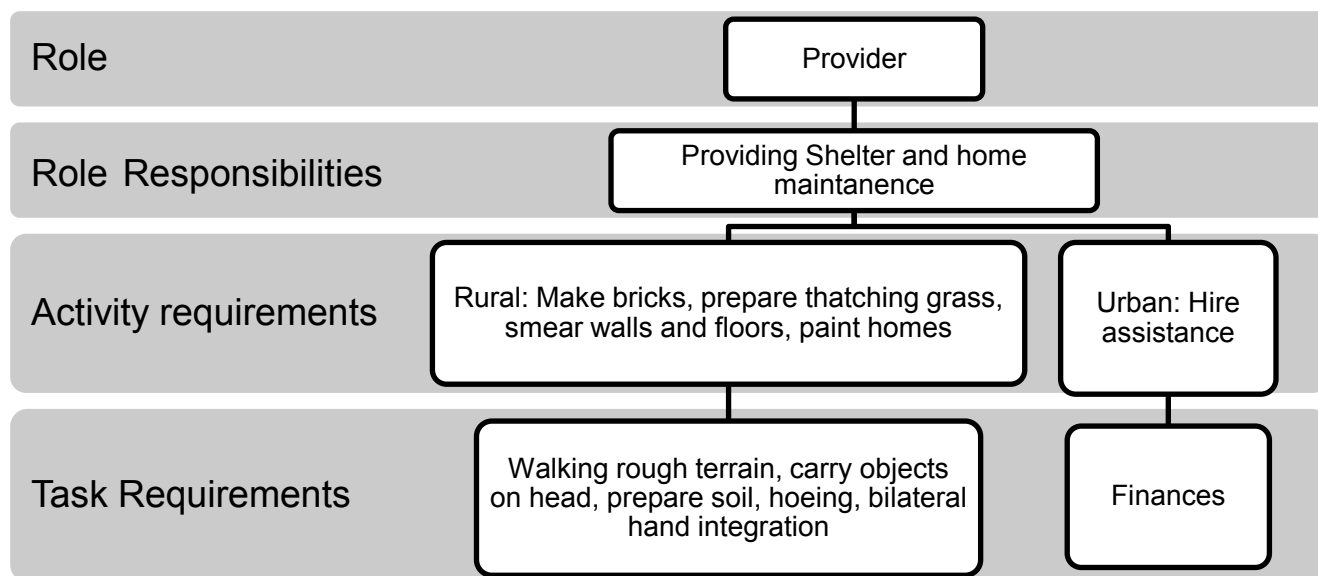 Role
Provider
Role Responsibilities
Providing Shelter and home
maintanence
Activity requirements
Rural: Make bricks, prepare thatching grass,
smear walls and floors, paint homes
Urban: Hire
assistance
Task Requirements
Walking rough terrain, carry objects
on head, prepare soil, hoeing, bilateral
hand integration
Finances